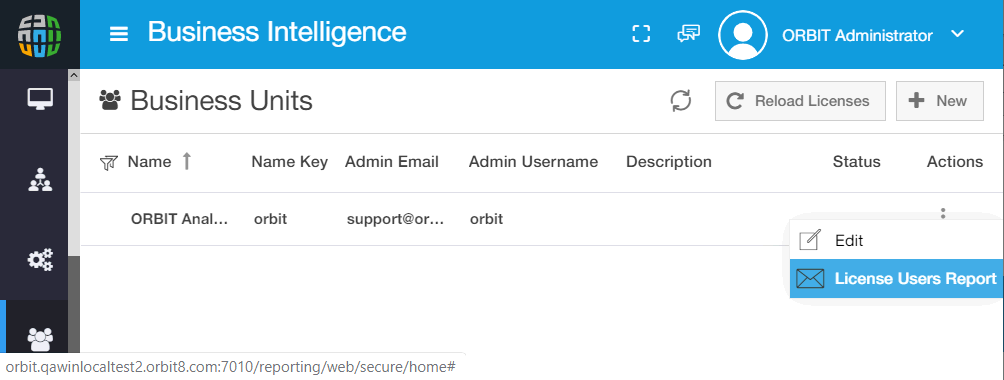 Business Intelligence
ORBIT Administrator
Business Units
Reload Licenses
New
Name Name Key Admin Email Admin Username Description Status Actions
ORBIT Anal... orbit support@or... orbit
Edit
License Users Report
orbit.qawinlocaltest2.orbit8.com:7010/reporting/web/secure/home#